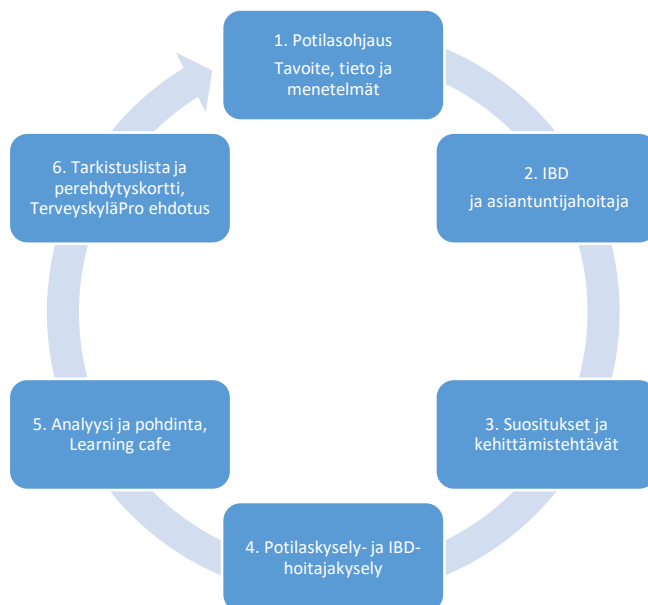 1. Potilasohjaus
Tavoite, tieto ja
menetelmät
2. IBD
ja asiantuntijahoitaja
3. Suositukset ja
kehittämistehtävät
4. Potilaskysely- ja IBD-
hoitajakysely
5. Analyysi ja pohdinta,
Learning cafe
6. Tarkistuslista ja
perehdytyskortti,
TerveyskyläPro ehdotus